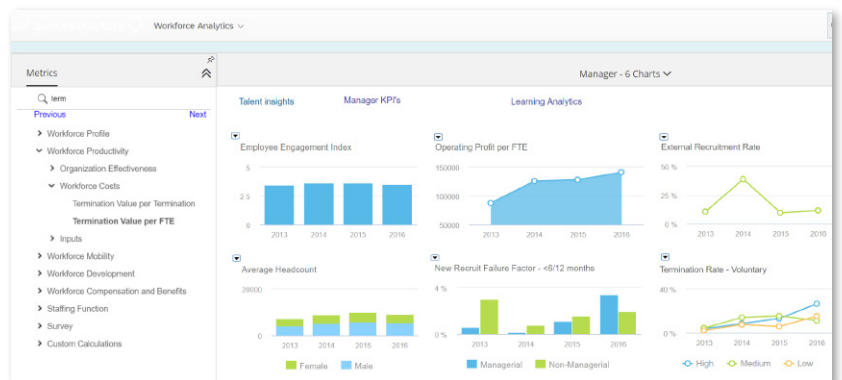 Workforce Analytics
Metrics
Manager - 6 Charts
term
Previous Next
Talent insights Manager KPI's Learning Analytics
Workforce Profile
Workforce Productivity
Organization Effectiveness
Workforce Costs
Termination Value per Termination
Termination Value per FTE
Inputs
Workforce Mobility
Workforce Development
Workforce Compensation and Benefits
Staffing Function
Survey
Custom Calculations
Employee Engagement Index
5
2.5
0
2013 2014 2015 2016
Operating Profit per FTE
150000
100000
50000
2013 2014 2015 2016
External Recruitment Rate
50 %
25 %
0 %
2013 2014 2015 2016
Average Headcount
20000
0
2013 2014 2015 2016
Female Male
New Recruit Failure Factor - <6/12 months
4 %
0 %
2013 2014 2015 2016
Managerial Non-Managerial
Termination Rate - Voluntary
40 %
0 %
2013 2014 2015 2016
High Medium Low